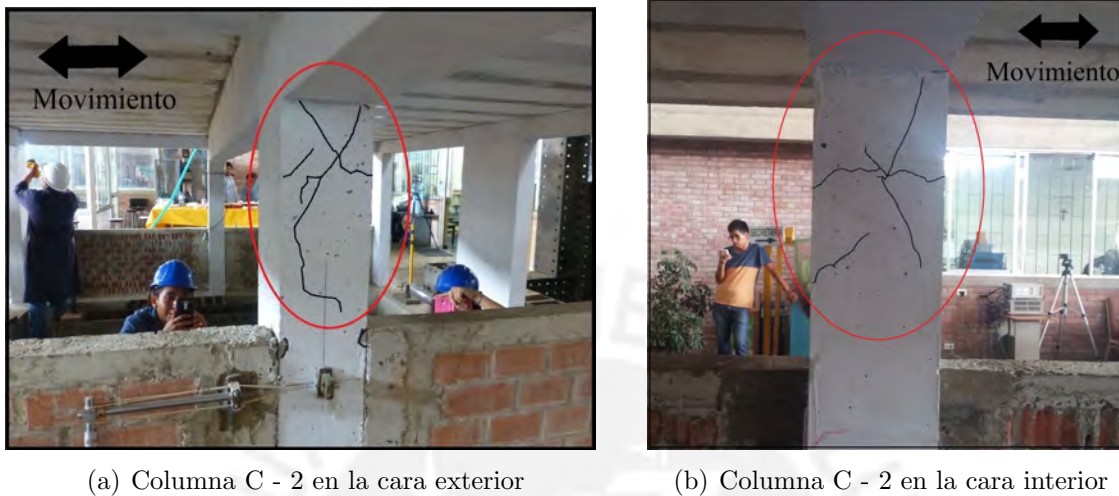 Movimiento
Movimiento
(a) Columna C - 2 en la cara exterior
(b) Columna C - 2 en la cara interior